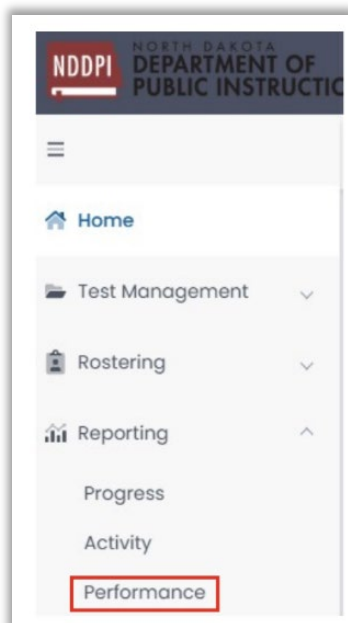 NDDPI
NORTH DAKOTA
DEPARTMENT OF
PUBLIC INSTRUCTIC
Home
Test Management
Rostering
Reporting
Progress
Activity
Performance